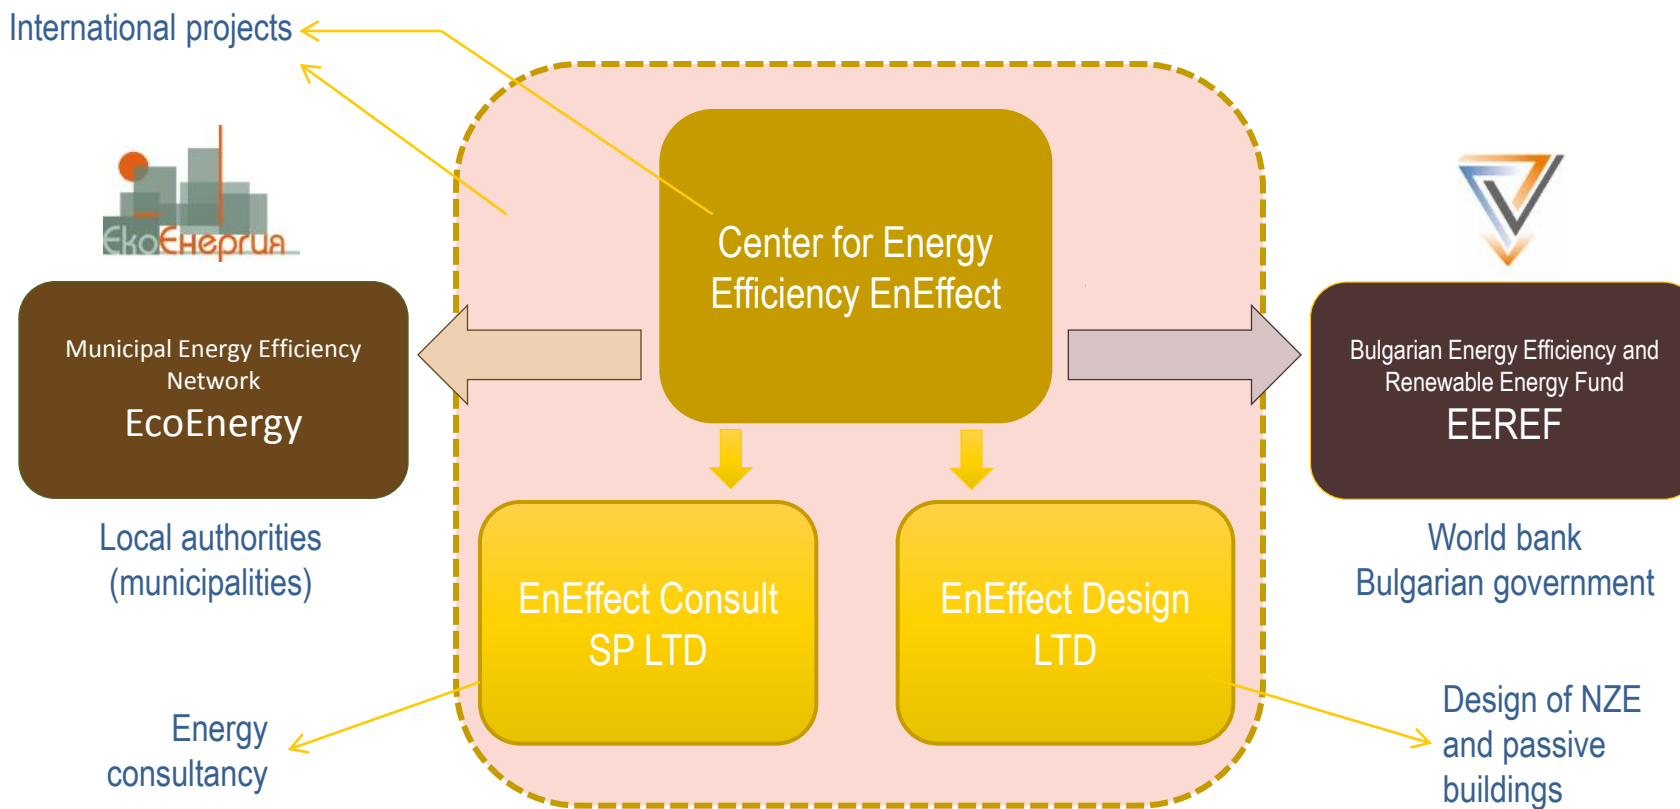 International projects
ЕкоЕнергия
Center for Energy
Efficiency EnEffect
Municipal Energy Efficiency
Network
EcoEnergy
Bulgarian Energy Efficiency and
Renewable Energy Fund
EEREF
Local authorities
(municipalities)
World bank
Bulgarian government
EnEffect Consult
SP LTD
EnEffect Design
LTD
Energy
consultancy
Design of NZE
and passive
buildings